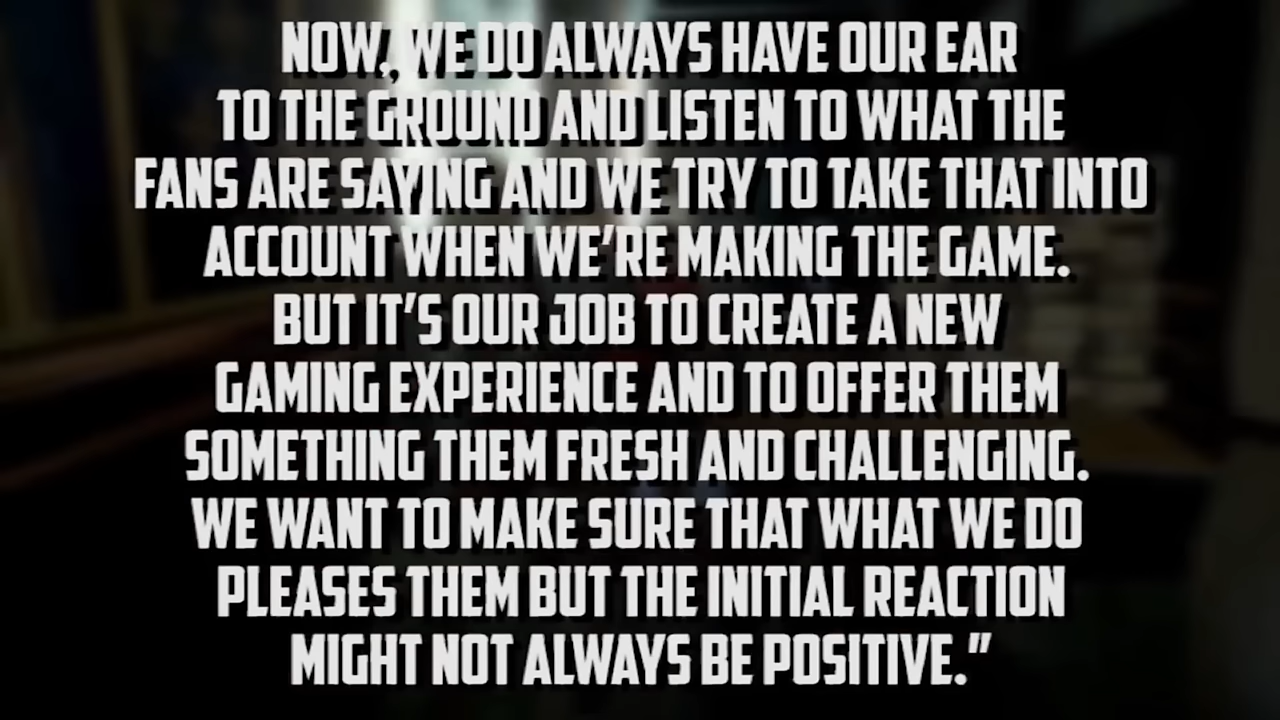 NOW, WE DO ALWAYS HAVE OUR EAR
TO THE GROUND AND LISTEN TO WHAT THE
FANS ARE SAYING AND WE TRY TO TAKE THAT INTO
ACCOUNT WHEN WE'RE MAKING THE GAME.
BUT IT'S OUR JOB TO CREATE A NEW
GAMING EXPERIENCE AND TO OFFER THEM
SOMETHING THEM FRESH AND CHALLENGING.
WE WANT TO MAKE SURE THAT WHAT WE DO
PLEASES THEM BUT THE INITIAL REACTION
MIGHT NOT ALWAYS BE POSITIVE."